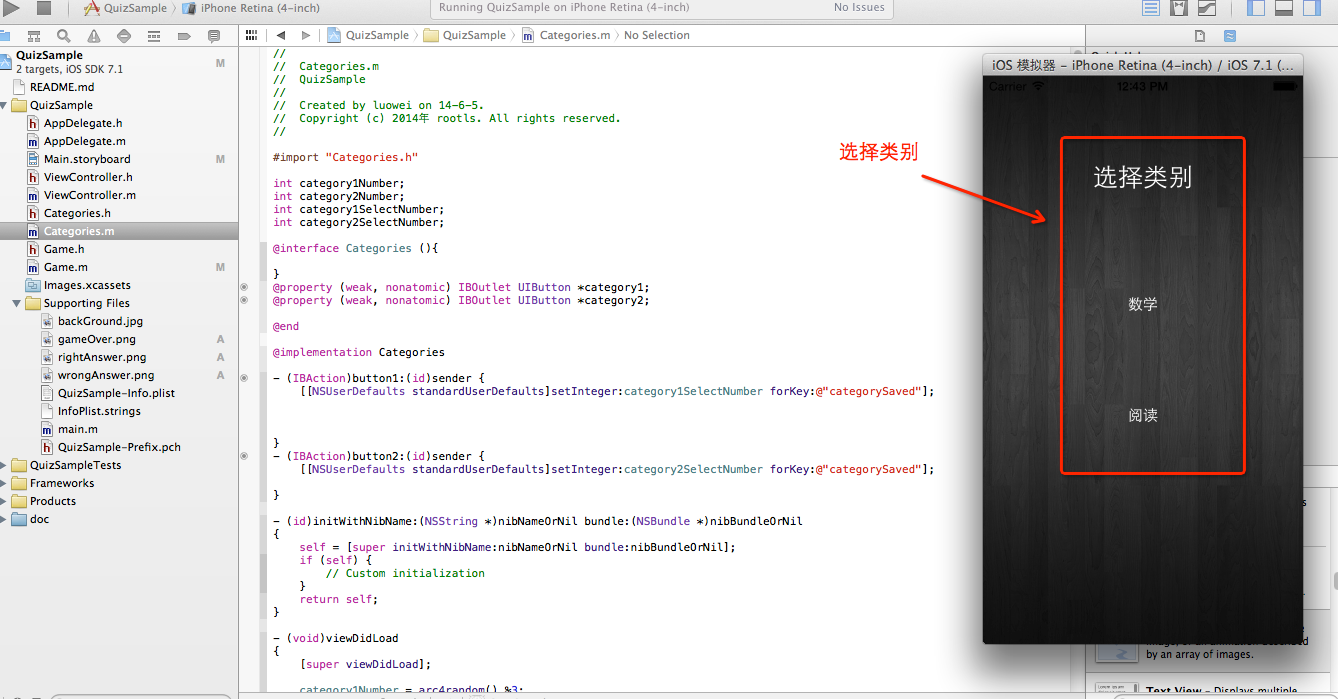 QuizSample
iPhone Retina (4-inch)
Running QuizSample on iPhone Retina (4-inch)
No Issues
QuizSample
QuizSample
Categories.m
No Selection
QuizSample
2 targets, iOS SDK 7.1
M
README.md
QuizSample
AppDelegate.h
AppDelegate.m
Main.storyboard
M
ViewController.h
ViewController.m
Categories.h
Categories.m
Game.h
Game.m
M
Images.xcassets
Supporting Files
backGround.jpg
gameOver.png
A
rightAnswer.png
A
wrongAnswer.png
A
QuizSample-Info.plist
InfoPlist.strings
main.m
QuizSample-Prefix.pch
QuizSampleTests
Frameworks
Products
doc
//
//  Categories.m
//  QuizSample
//
//  Created by luowei on 14-6-5.
//  Copyright (c) 2014年 rootls. All rights reserved.
//
#import "Categories.h"
int category1Number;
int category2Number;
int category1SelectNumber;
int category2SelectNumber;
@interface Categories (){
}
@property (weak, nonatomic) IBOutlet UIButton *category1;
@property (weak, nonatomic) IBOutlet UIButton *category2;
@end
@implementation Categories
- (IBAction)button1:(id)sender {
    [[NSUserDefaults standardUserDefaults]setInteger:category1SelectNumber forKey:@"categorySaved"];
}
- (IBAction)button2:(id)sender {
    [[NSUserDefaults standardUserDefaults]setInteger:category2SelectNumber forKey:@"categorySaved"];
}
- (id)initWithNibName:(NSString *)nibNameOrNil bundle:(NSBundle *)nibBundleOrNil
{
    self = [super initWithNibName:nibNameOrNil bundle:nibBundleOrNil];
    if (self) {
        // Custom initialization
    }
    return self;
}
- (void)viewDidLoad
{
    [super viewDidLoad];
    category1Number = arc4random() %3;
选择类别
iOS 模拟器 – iPhone Retina (4-inch) / iOS 7.1 (...
Carrier
12:43 PM
选择类别
数学
阅读
by an array of images.
Text View - Displays multiple